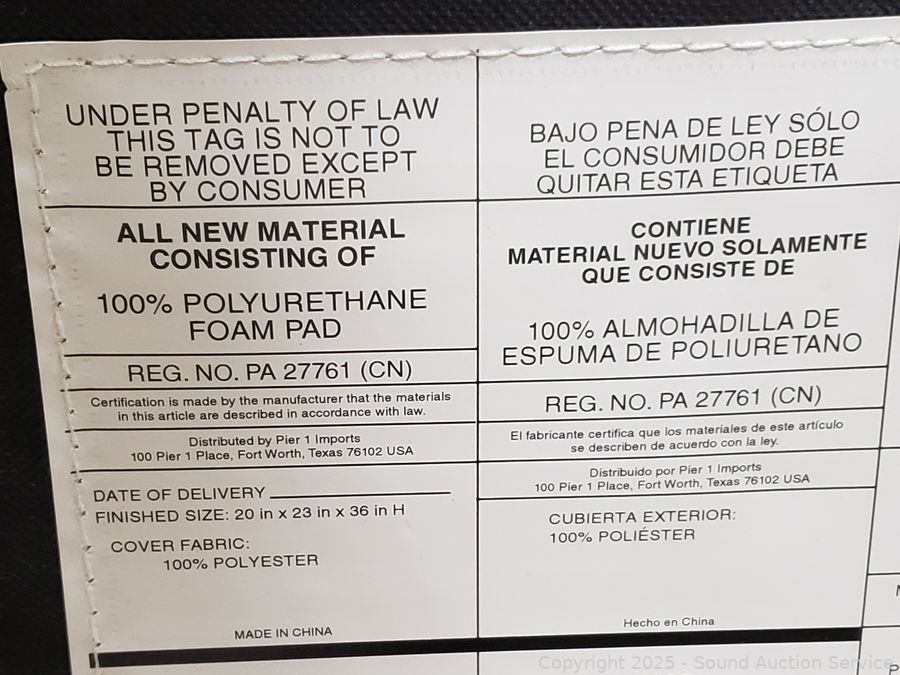 UNDER PENALTY OF LAW
THIS TAG IS NOT TO
BE REMOVED EXCEPT
BY CONSUMER
ALL NEW MATERIAL
CONSISTING OF
100% POLYURETHANE
FOAM PAD
REG. NO. PA 27761 (CN)
Certification is made by the manufacturer that the materials
in this article are described in accordance with law.
Distributed by Pier 1 Imports
100 Pier 1 Place, Fort Worth, Texas 76102 USA
DATE OF DELIVERY
FINISHED SIZE: 20 in x 23 in x 36 in H
COVER FABRIC:
100% POLYESTER
MADE IN CHINA
BAJO PENA DE LEY SÓLO
EL CONSUMIDOR DEBE
QUITAR ESTA ETIQUETA
CONTIENE
MATERIAL NUEVO SOLAMENTE
QUE CONSISTE DE
100% ALMOHADILLA DE
ESPUMA DE POLIURETANO
REG. NO. PA 27761 (CN)
El fabricante certifica que los materiales de este artículo
se describen de acuerdo con la ley.
Distribuido por Pier 1 Imports
100 Pier 1 Place, Fort Worth, Texas 76102 USA
CUBIERTA EXTERIOR:
100% POLIÉSTER
Hecho en China
Copyright 2025 - Sound Auction Service